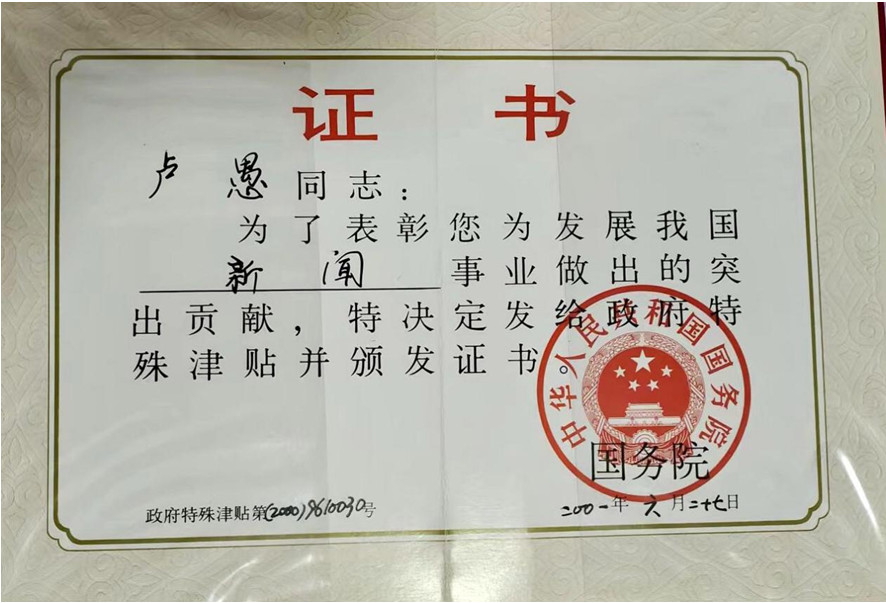 证书
卢愚同志：
为了表彰您为发展我国
新闻事业做出的突
出贡献，特决定发给政府特
殊津贴并颁发证书。
中华人民共和国国务院
国务院
政府特殊津贴第(2000)9610030号
二00一年六月二十七日